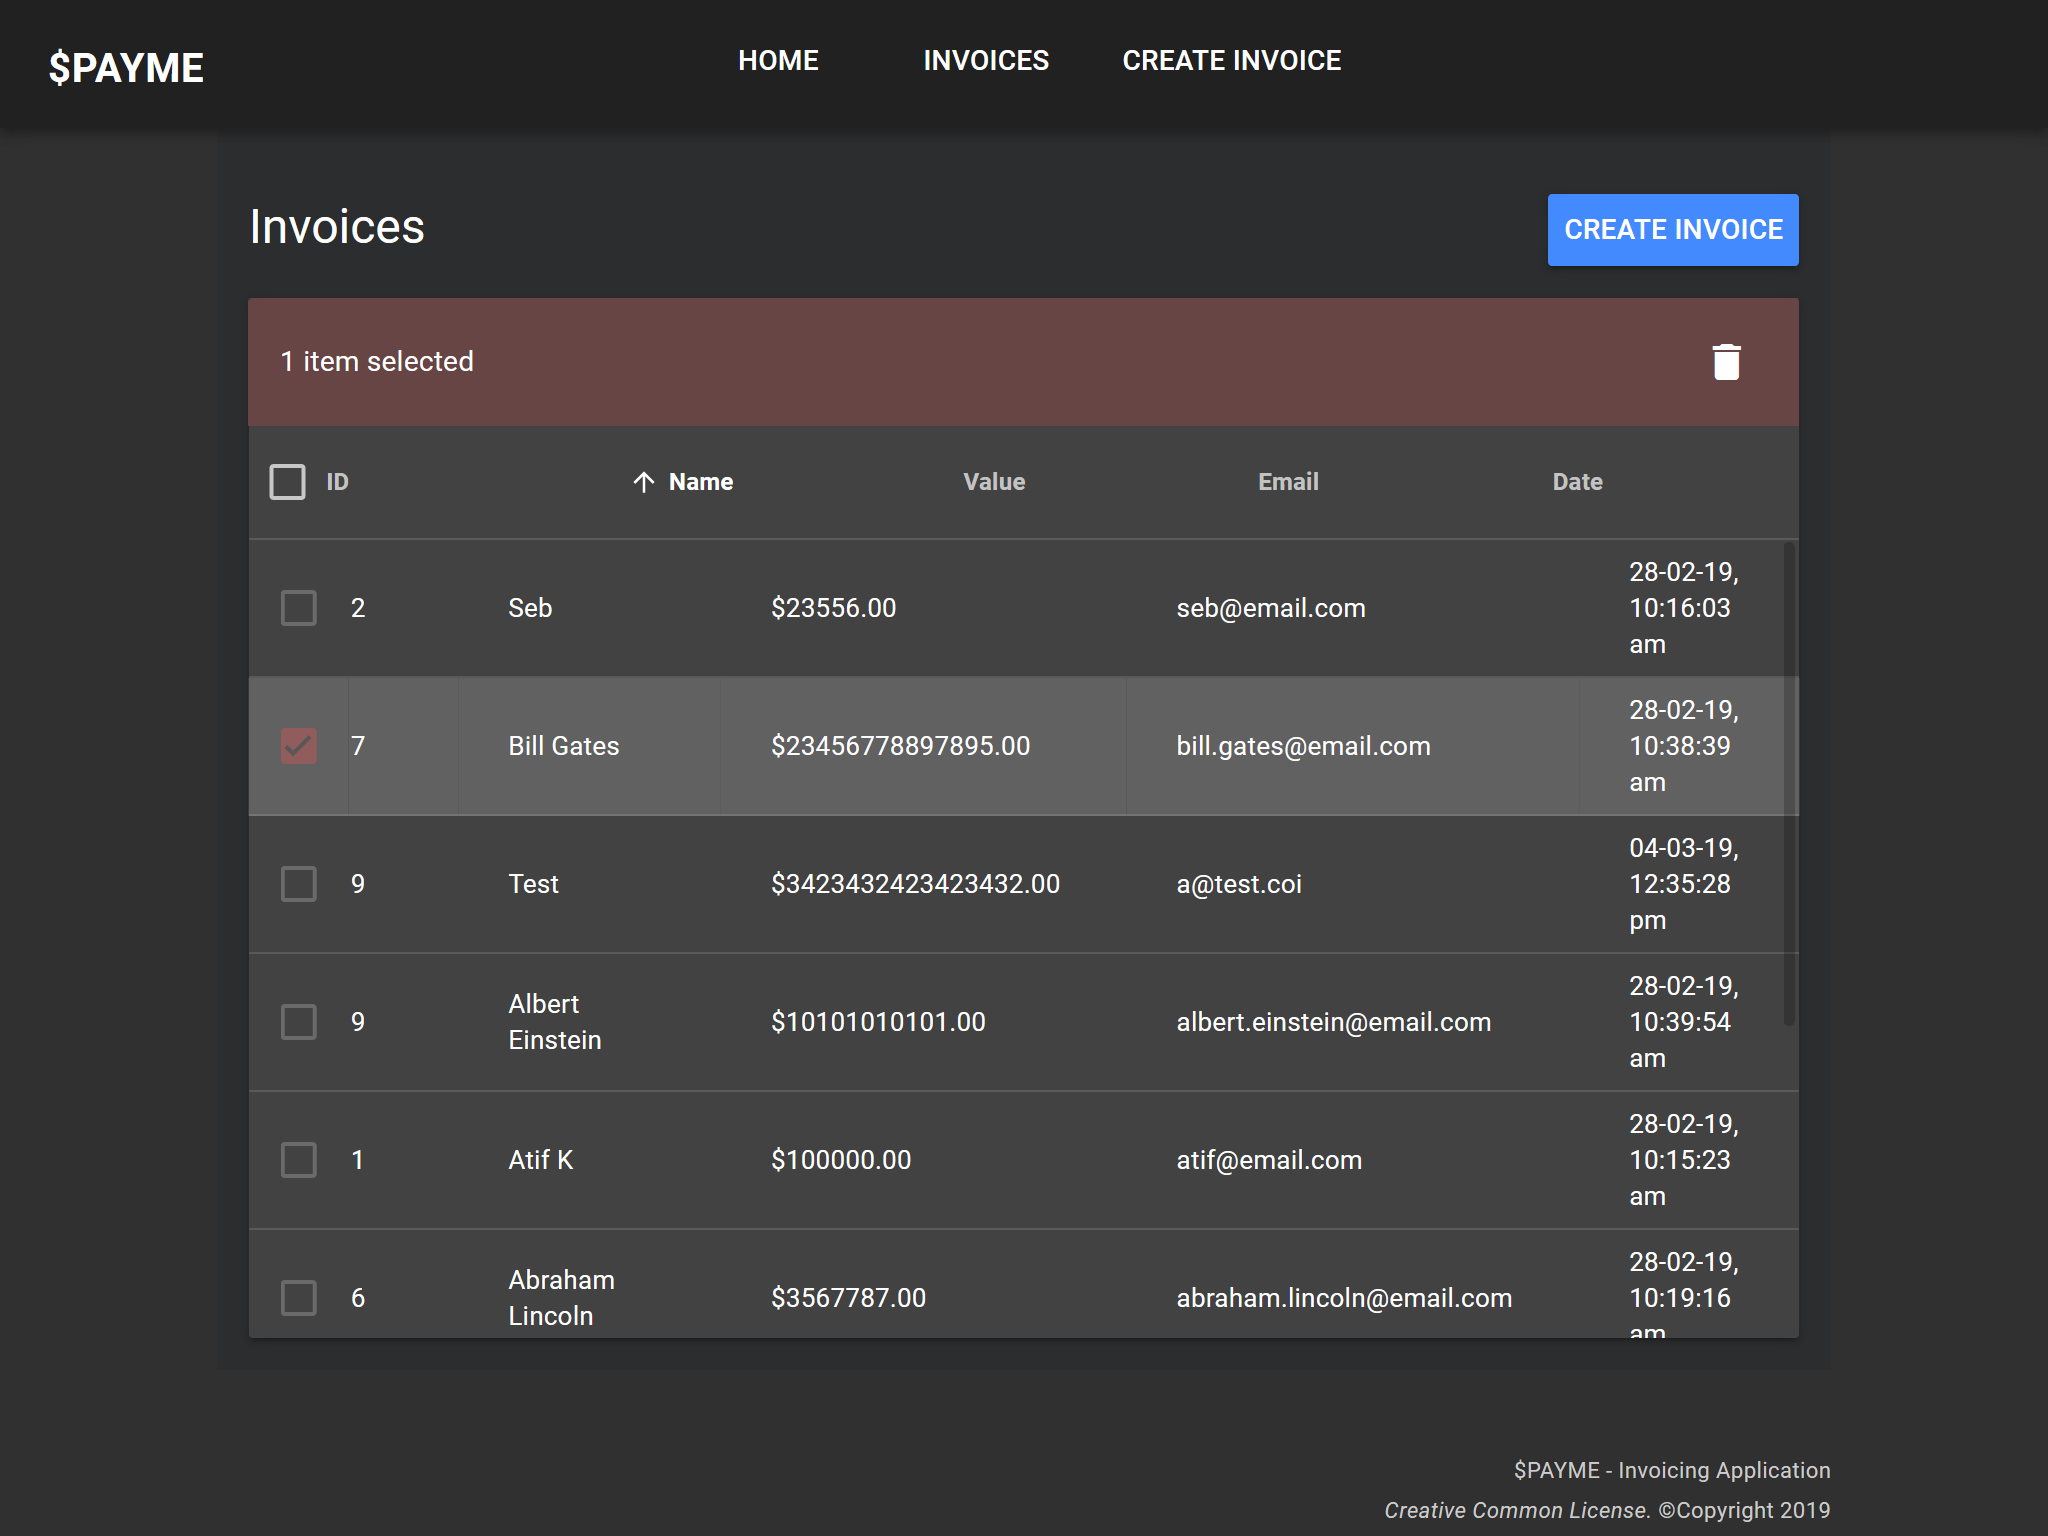 $PAYME
HOME INVOICES CREATE INVOICE
Invoices
CREATE INVOICE
1 item selected
ID Name Value Email Date
2 Seb $23556.00 seb@email.com 28-02-19, 10:16:03 am
7 Bill Gates $23456778897895.00 bill.gates@email.com 28-02-19, 10:38:39 am
9 Test $3423432423423432.00 a@test.coi 04-03-19, 12:35:28 pm
9 Albert Einstein $10101010101.00 albert.einstein@email.com 28-02-19, 10:39:54 am
1 Atif K $100000.00 atif@email.com 28-02-19, 10:15:23 am
6 Abraham Lincoln $3567787.00 abraham.lincoln@email.com 28-02-19, 10:19:16 am
$PAYME - Invoicing Application
Creative Common License. ©Copyright 2019